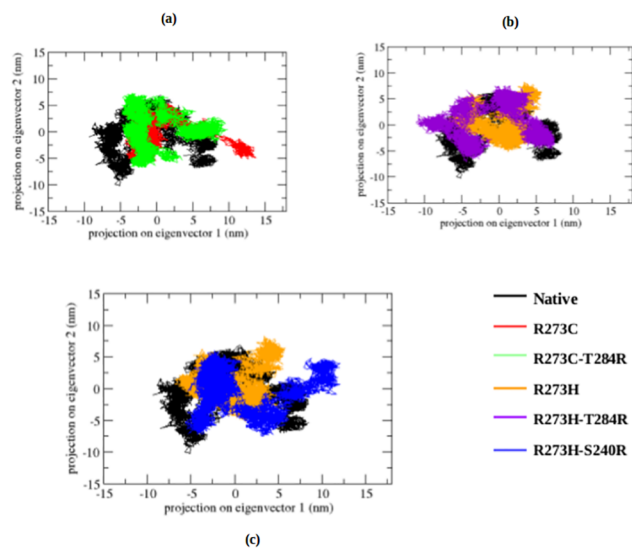 (a)
(b)
projection on eigenvector 2 (nm)
15
10
5
0
-5
-10
-15
-15 -10 -5 0 5 10 15
projection on eigenvector 1 (nm)
projection on eigenvector 2 (nm)
15
10
5
0
-5
-10
-15
-15 -10 -5 0 5 10 15
projection on eigenvector 1 (nm)
projection on eigenvector 2 (nm)
15
10
5
0
-5
-10
-15
-15 -10 -5 0 5 10 15
projection on eigenvector 1 (nm)
(c)
Native
R273C
R273C-T284R
R273H
R273H-T284R
R273H-S240R